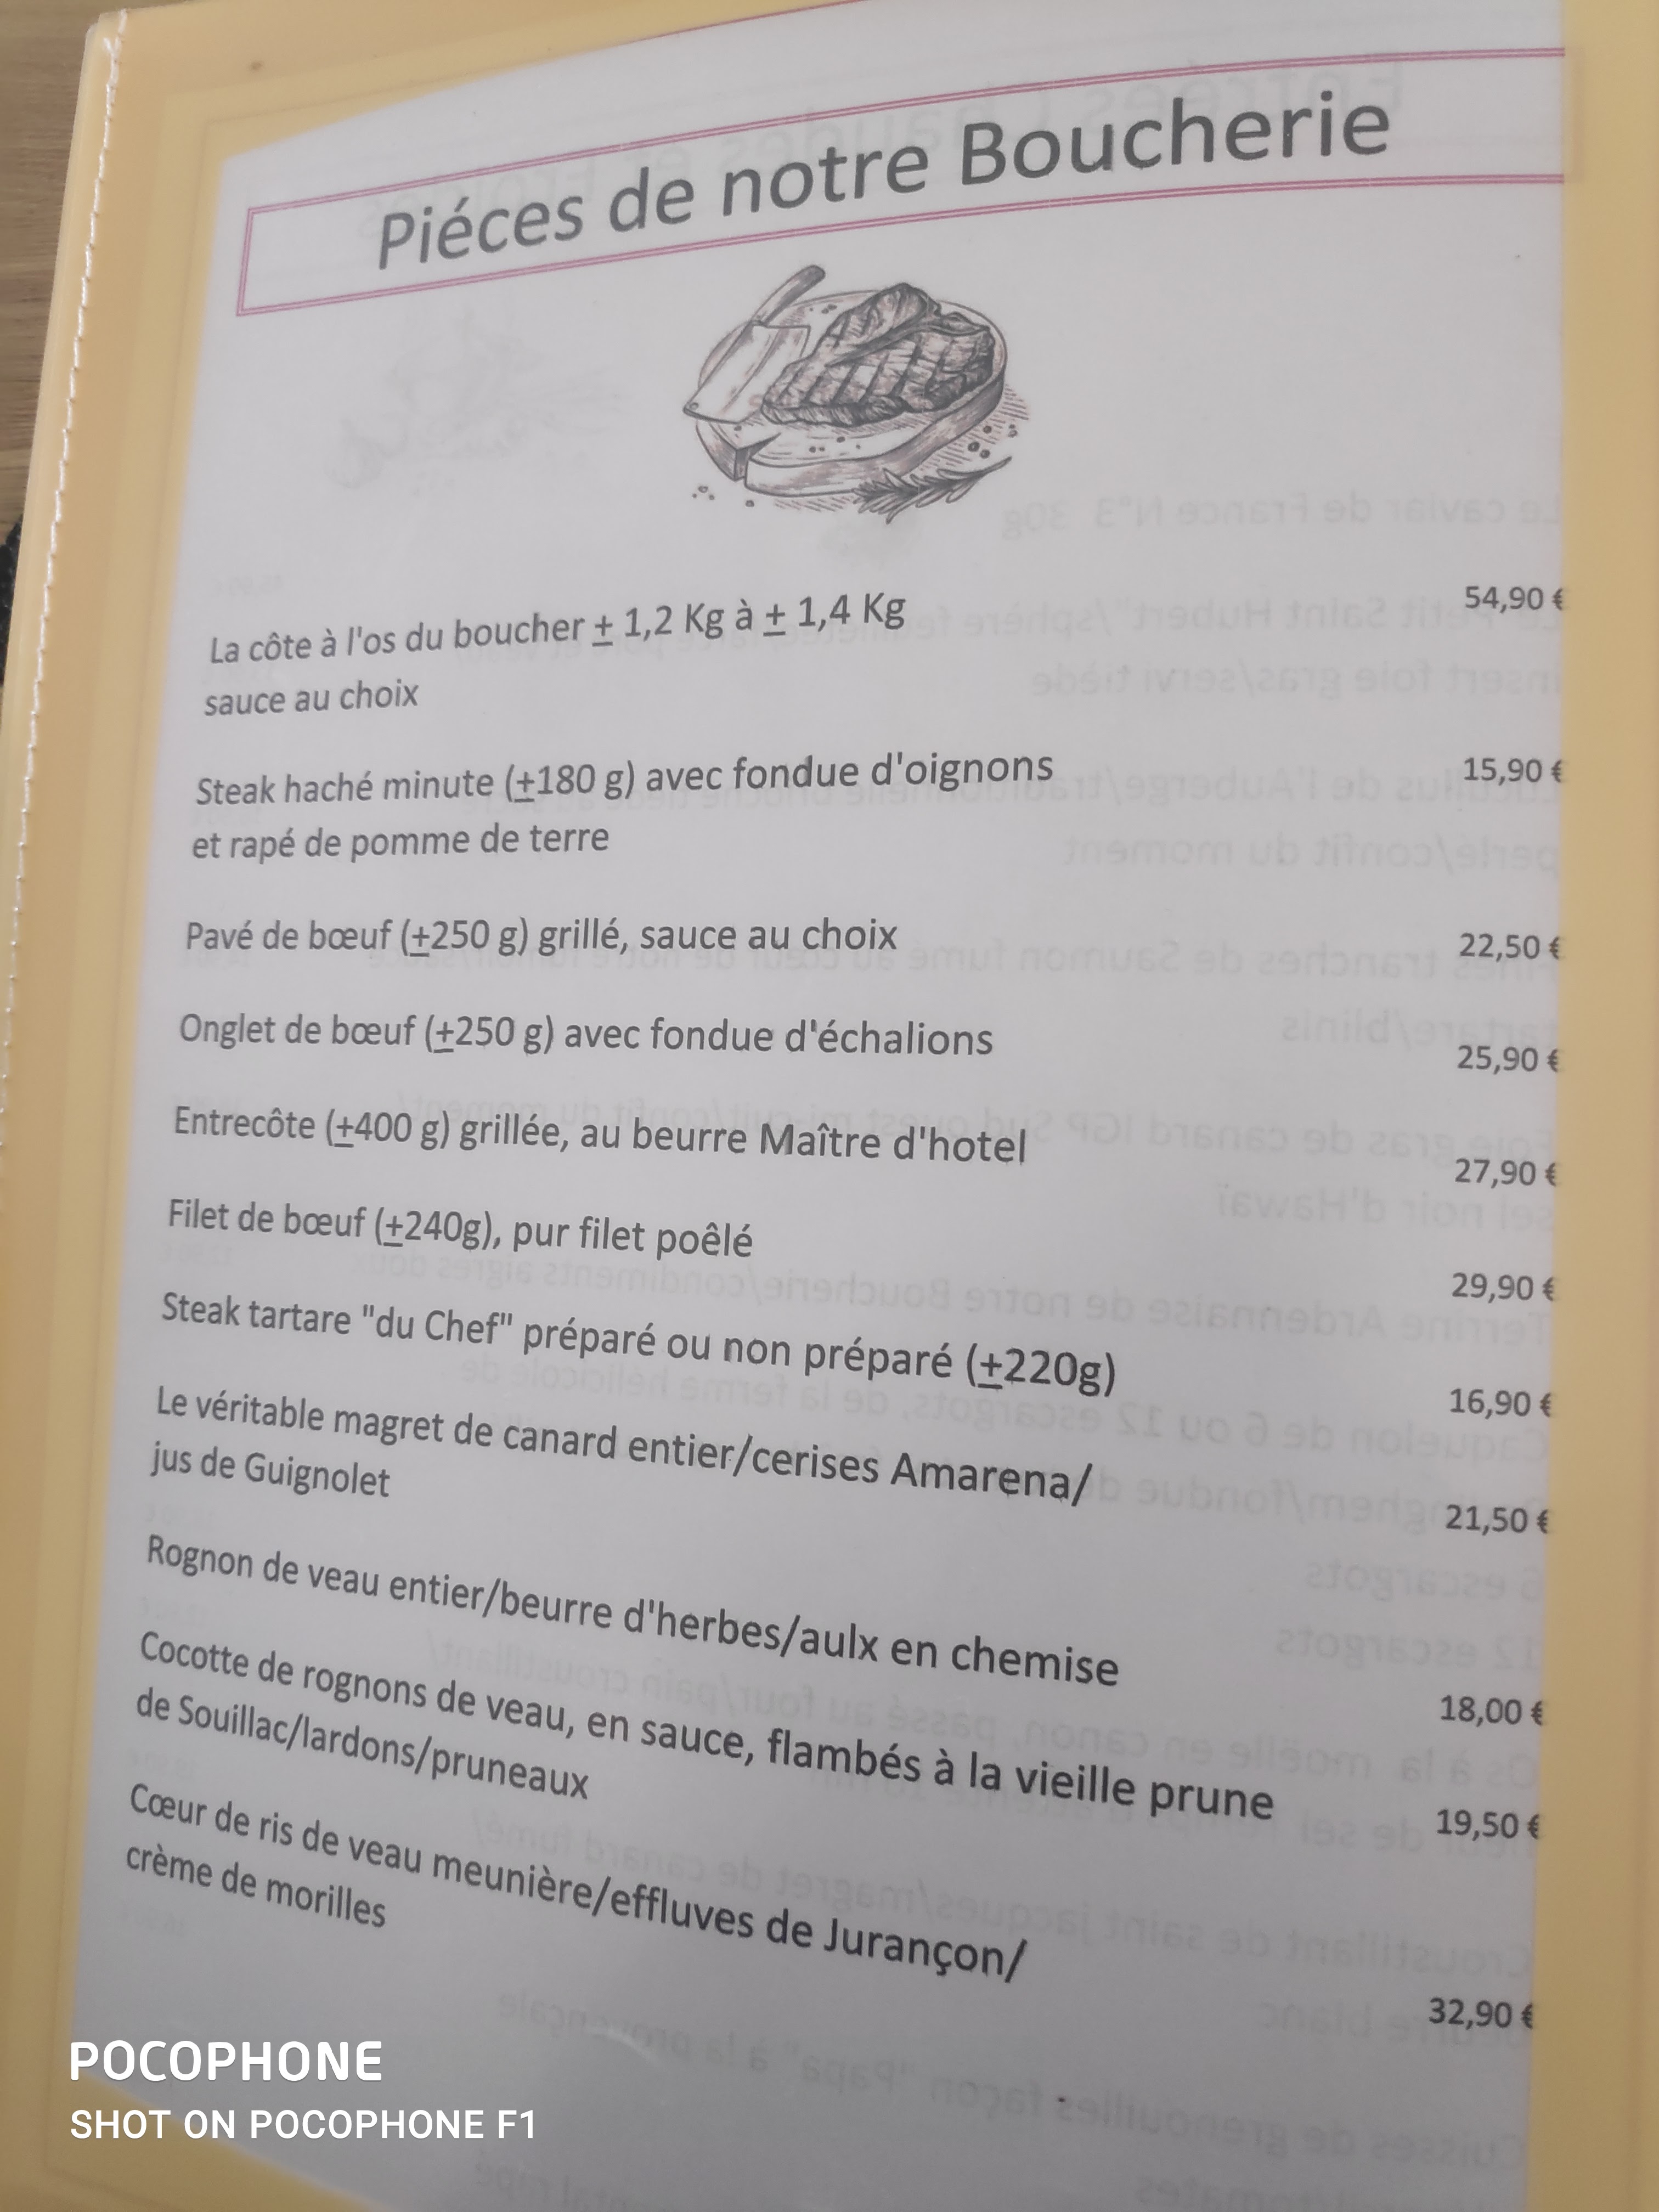 Piéces de notre Boucherie
La côte à l'os du boucher ± 1,2 Kg à ± 1,4 Kg 54,90 €
sauce au choix
Steak haché minute (±180 g) avec fondue d'oignons 15,90 €
et rapé de pomme de terre
Pavé de bœuf (±250 g) grillé, sauce au choix 22,50 €
Onglet de bœuf (±250 g) avec fondue d'échalions 25,90 €
Entrecôte (±400 g) grillée, au beurre Maître d'hotel 27,90 €
Filet de bœuf (±240g), pur filet poêlé 29,90 €
Steak tartare "du Chef" préparé ou non préparé (±220g) 16,90 €
Le véritable magret de canard entier/cerises Amarena/ 21,50 €
jus de Guignolet
Rognon de veau entier/beurre d'herbes/aulx en chemise 18,00 €
Cocotte de rognons de veau, en sauce, flambés à la vieille prune 19,50 €
de Souillac/lardons/pruneaux
Cœur de ris de veau meunière/effluves de Jurançon/ 32,90 €
crème de morilles
POCOPHONE
SHOT ON POCOPHONE F1